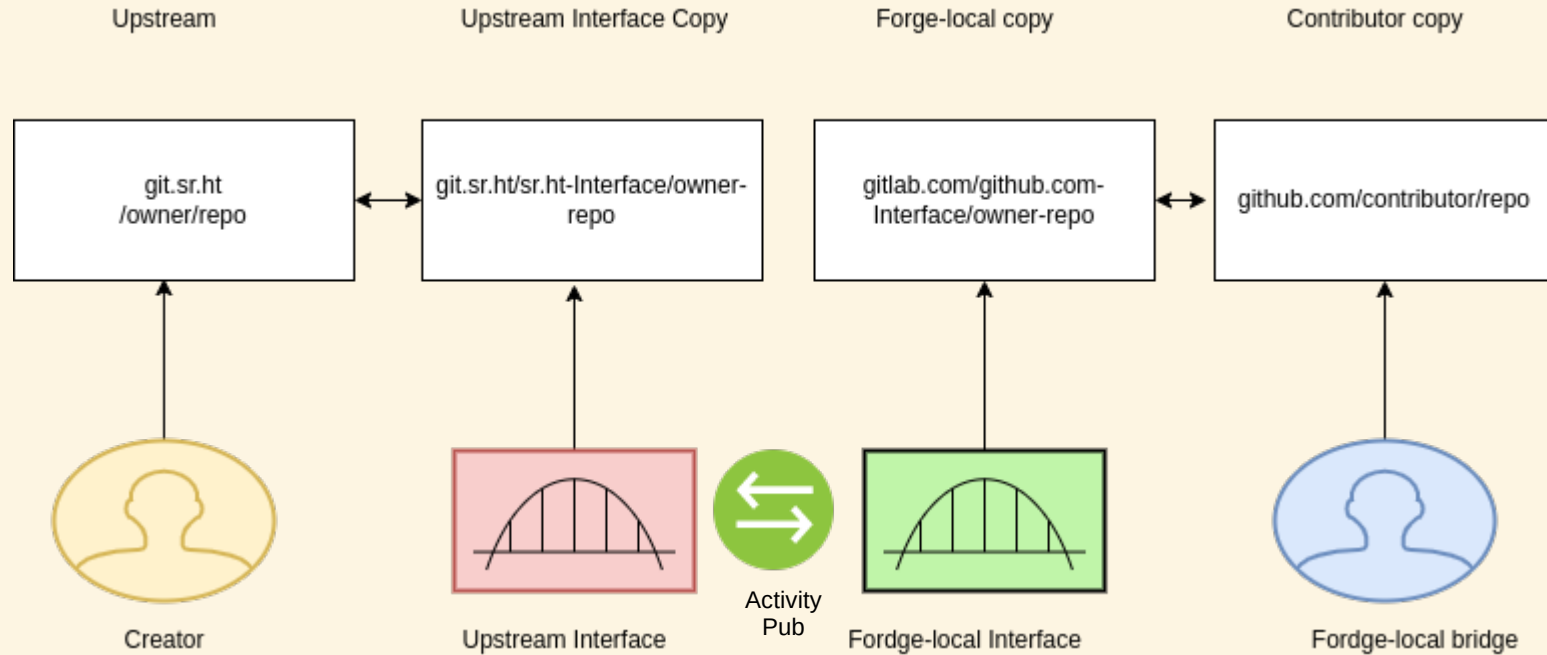 Upstream
Upstream Interface Copy
Forge-local copy
Contributor copy
git.sr.ht
/owner/repo
git.sr.ht/sr.ht-Interface/owner-
repo
gitlab.com/github.com-
Interface/owner-repo
github.com/contributor/repo
Activity
Pub
Creator
Upstream Interface
Fordge-local Interface
Fordge-local bridge